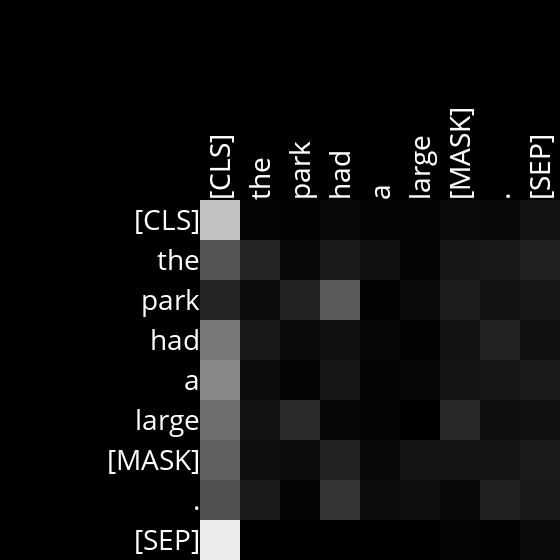 [CLS] the park had a large [MASK] . [SEP]
[CLS]
the
park
had
a
large
[MASK]
.
[SEP]